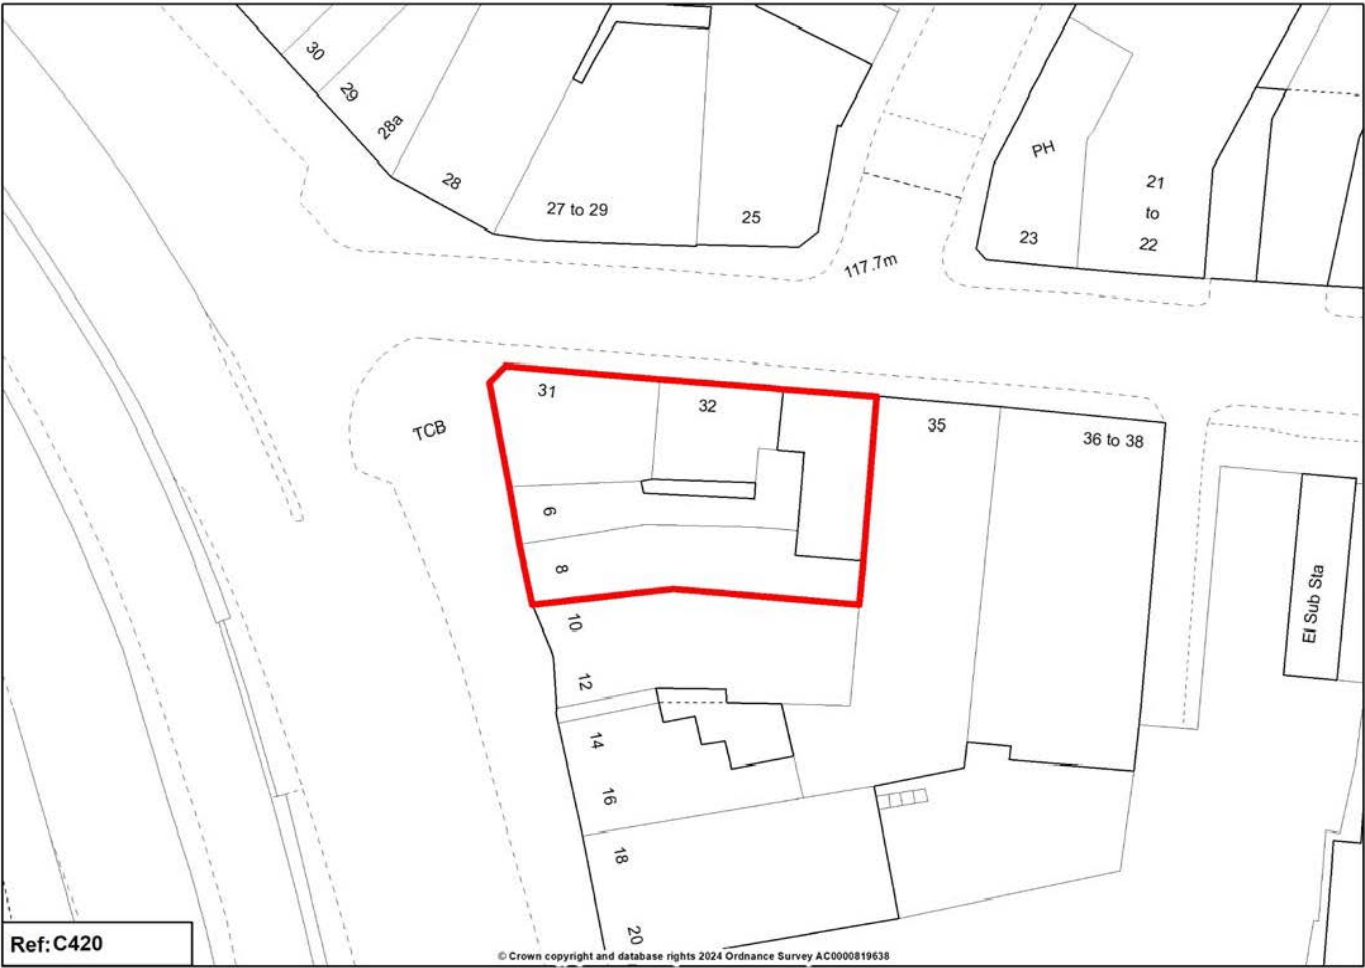 30
29
28a
28
27 to 29
25
PH
23
21
to
22
117.7m
31
32
35
36 to 38
TCB
6
8
10
12
14
16
18
20
El Sub Sta
Ref:C420
© Crown copyright and database rights 2024 Ordnance Survey AC0000819638